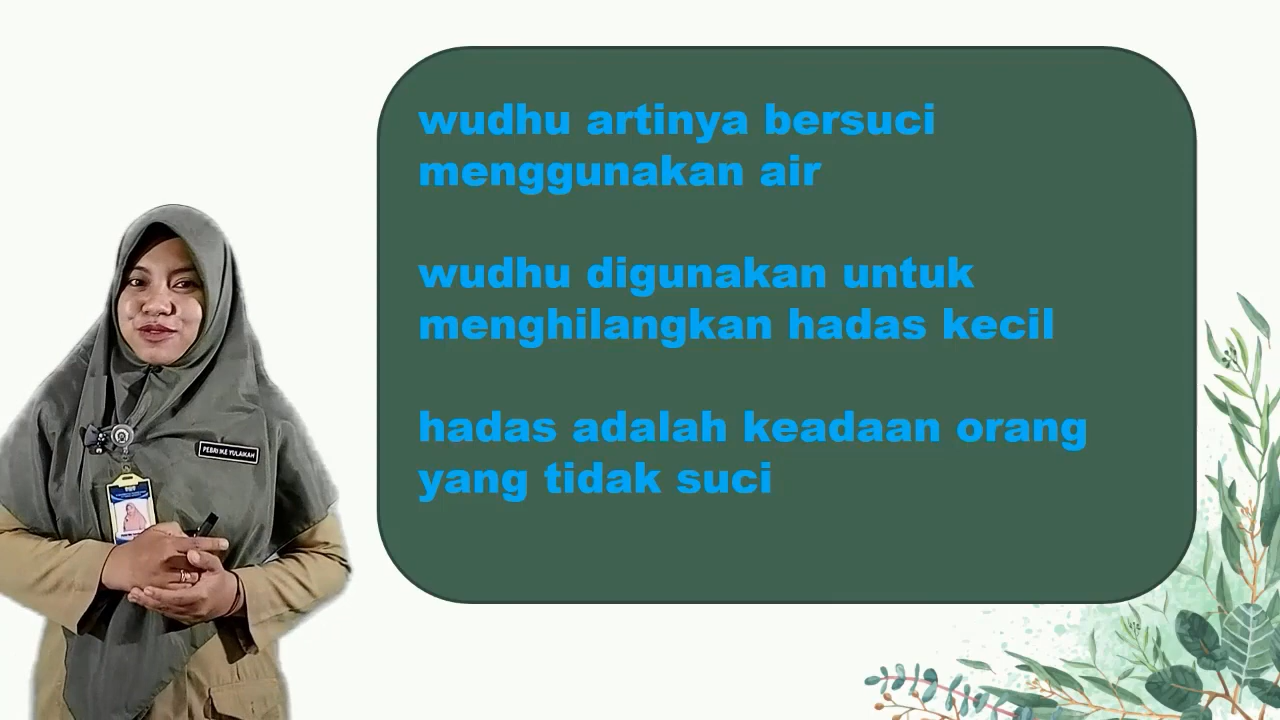 wudhu artinya bersuci
menggunakan air
wudhu digunakan untuk
menghilangkan hadas kecil
hadas adalah keadaan orang
yang tidak suci
PEBRI IKE YULAIKAH